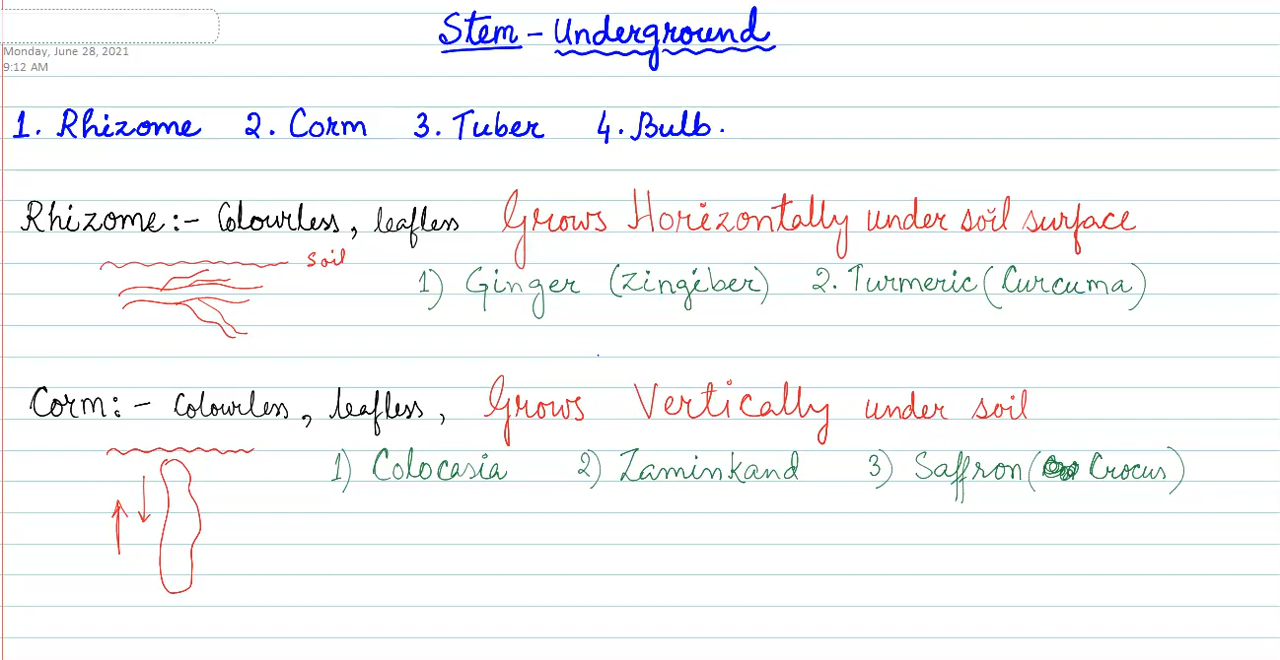 Stem - Underground
Monday, June 28, 2021
9:12 AM
1. Rhizome 2. Corm 3. Tuber 4. Bulb.
Rhizome :- Colourless, leafless Grows Horizontally under soil surface
soil
1) Ginger (Zingiber) 2. Turmeric (Curcuma)
Corm : - Colourless, leafless, Grows Vertically under soil
1) Colocasia 2) Zaminkand 3) Saffron (Crocus)